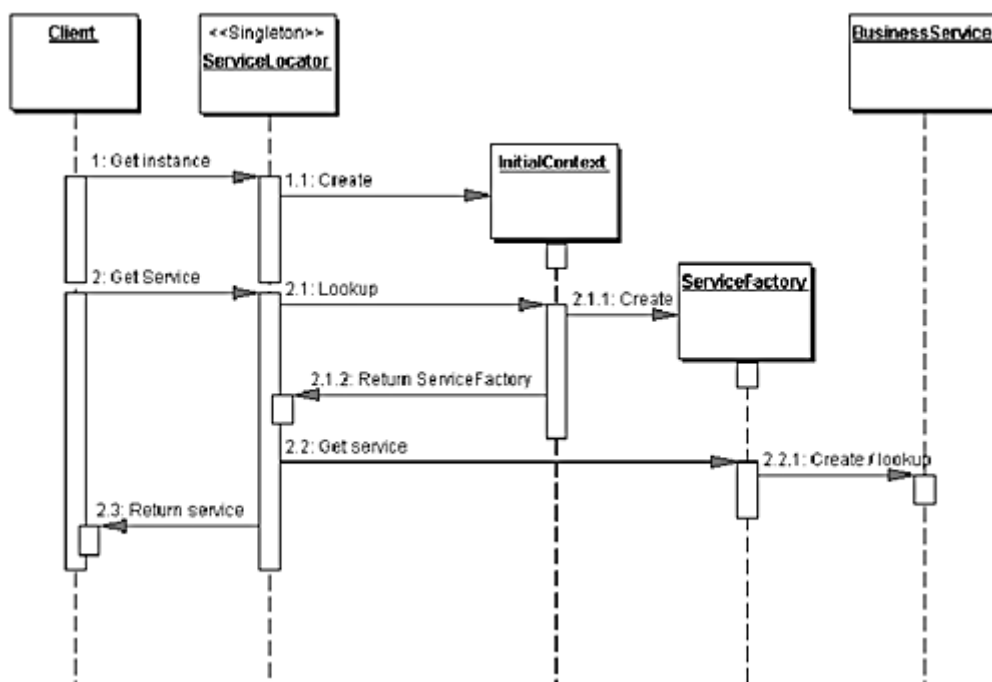 Client
<<Singleton>>
ServiceLocator
BusinessService
1: Get instance
1.1: Create
InitialContext
2: Get Service
2.1: Lookup
2.1.1: Create
ServiceFactory
2.1.2: Return ServiceFactory
2.2: Get service
2.2.1: Create / lookup
2.3: Return service